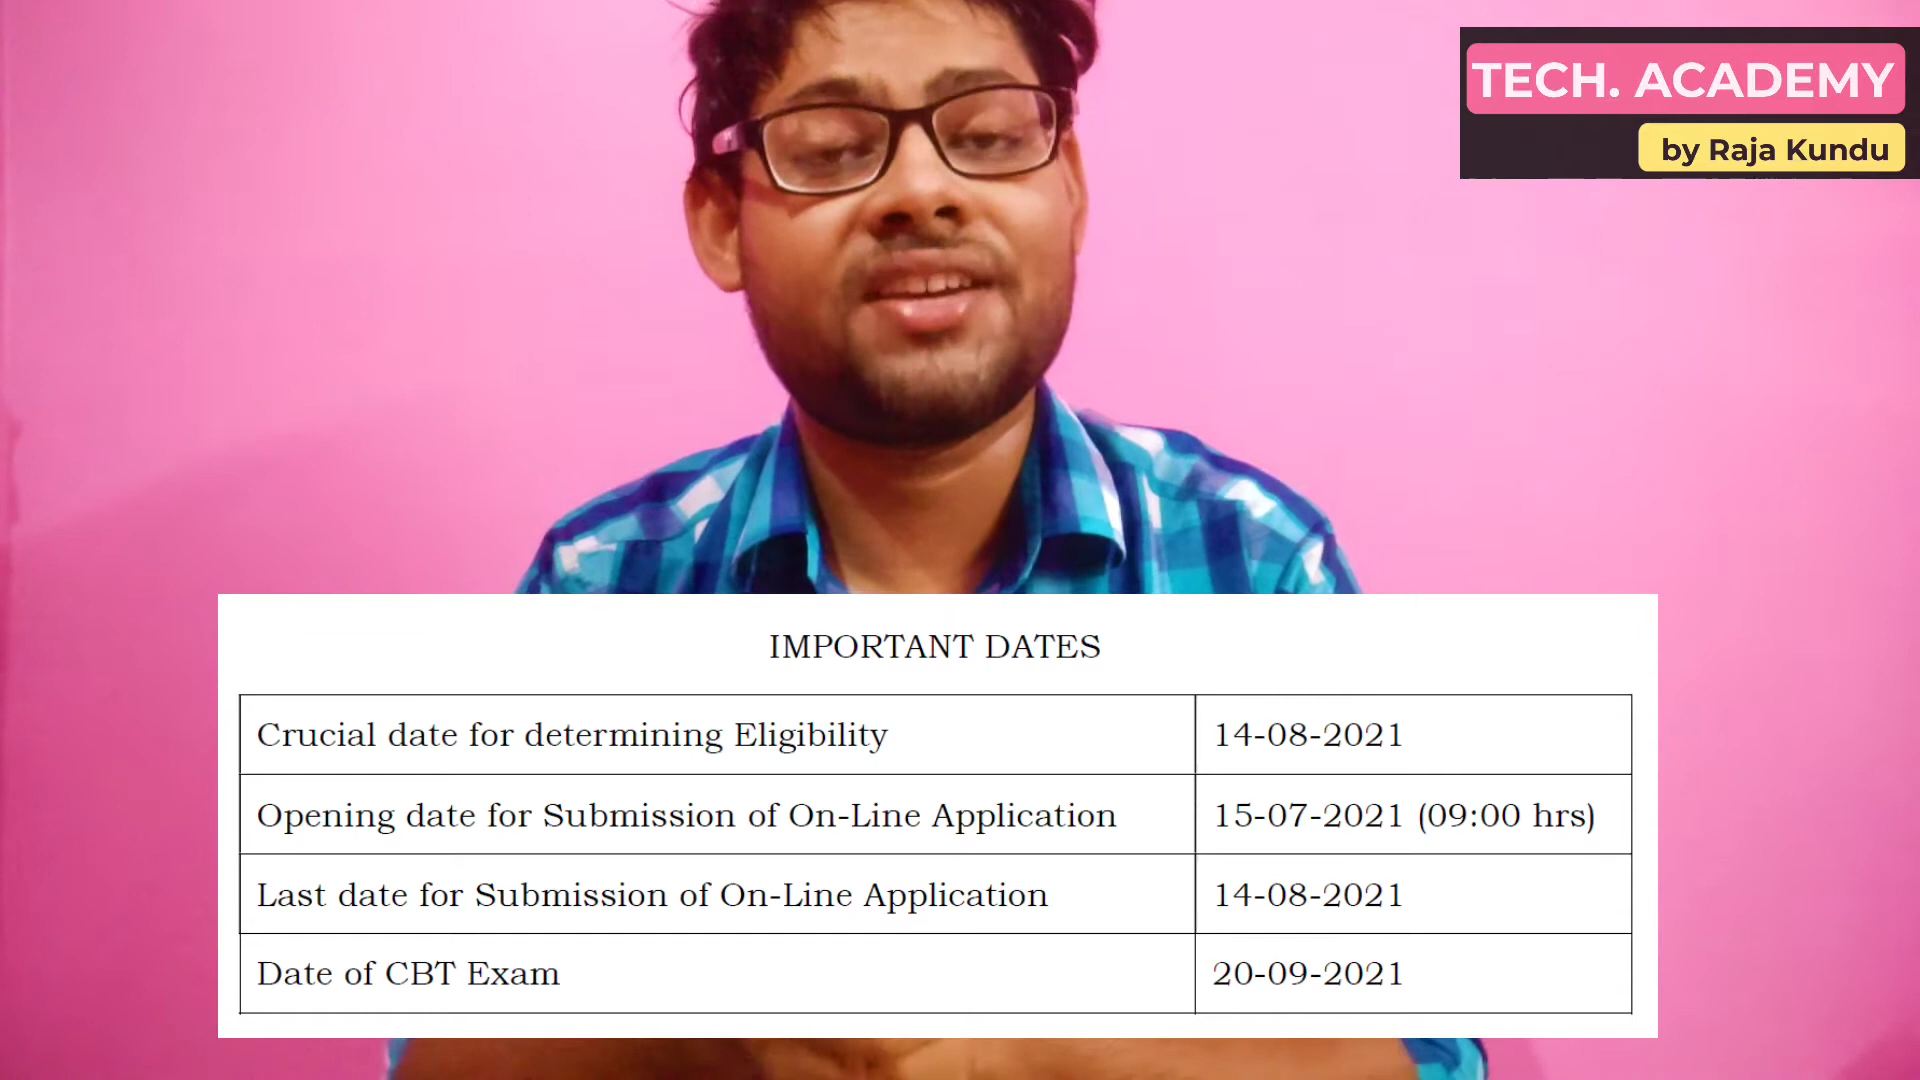 TECH. ACADEMY
by Raja Kundu
IMPORTANT DATES
Crucial date for determining Eligibility 14-08-2021
Opening date for Submission of On-Line Application 15-07-2021 (09:00 hrs)
Last date for Submission of On-Line Application 14-08-2021
Date of CBT Exam 20-09-2021